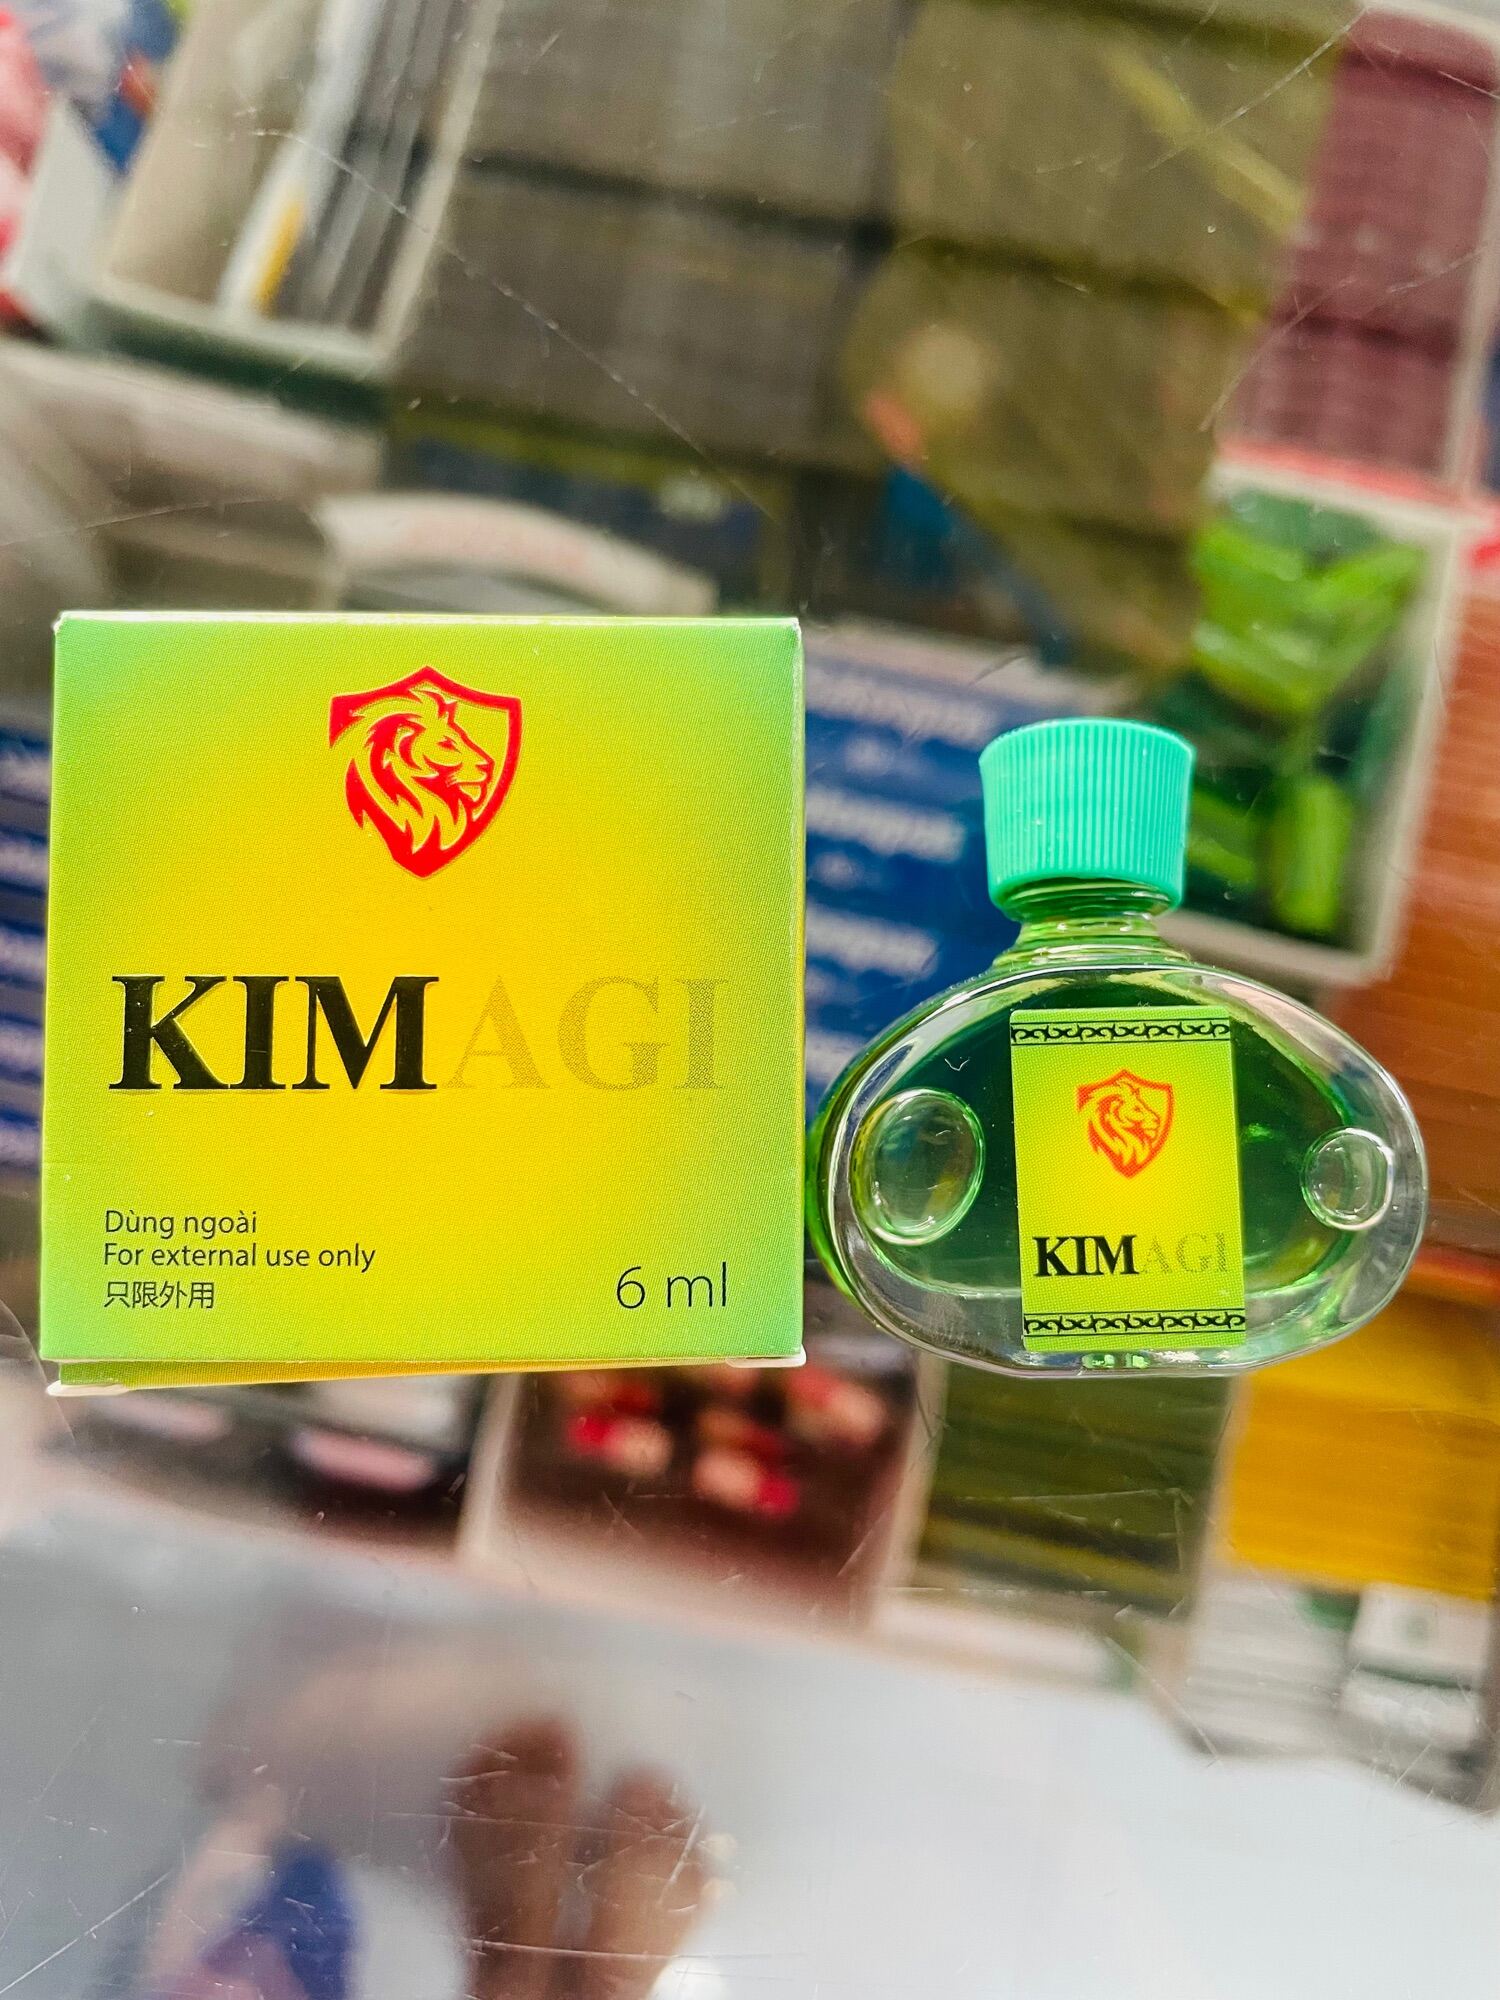 KIMAGI
Dùng ngoài
For external use only
只限外用
6 ml
KIMAGI